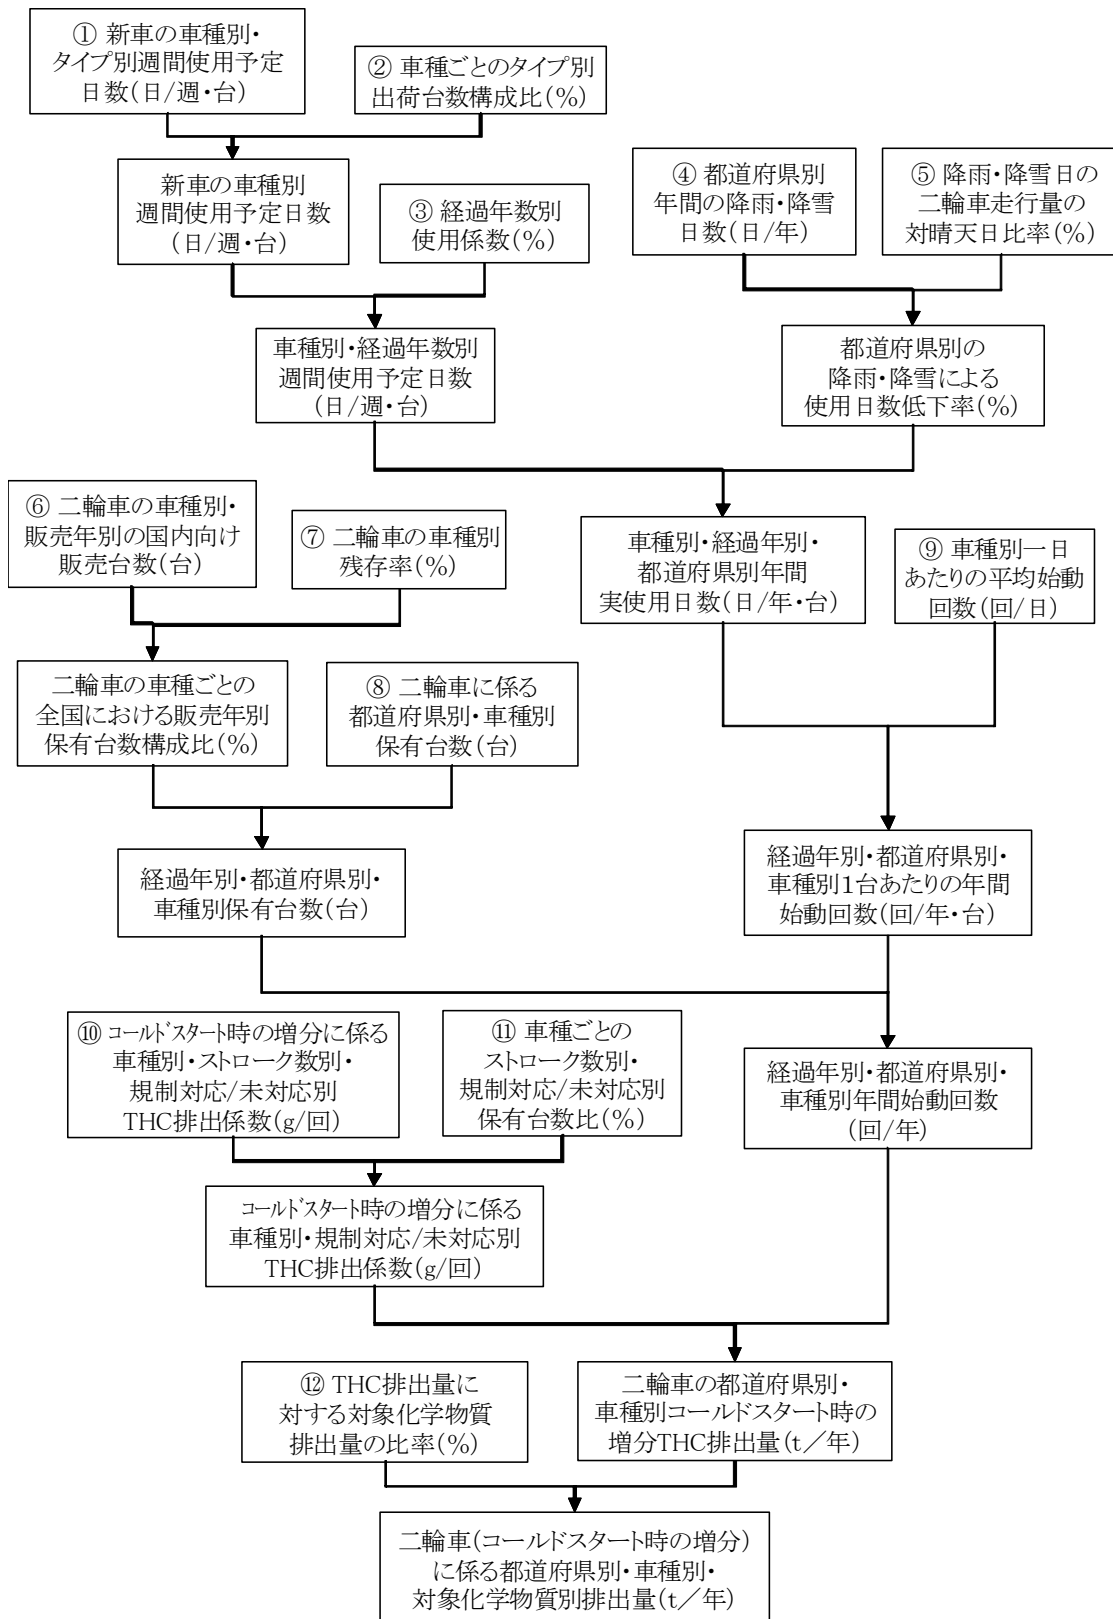 ① 新車の車種別・
タイプ別週間使用予定
日数(日/週・台)
② 車種ごとのタイプ別
出荷台数構成比(%)
新車の車種別
週間使用予定日数
(日/週・台)
③ 経過年数別
使用係数(%)
④ 都道府県別
年間の降雨・降雪
日数(日/年)
⑤ 降雨・降雪日の
二輪車走行量の
対晴天日比率(%)
車種別・経過年数別
週間使用予定日数
(日/週・台)
都道府県別の
降雨・降雪による
使用日数低下率(%)
⑥ 二輪車の車種別・
販売年別の国内向け
販売台数(台)
⑦ 二輪車の車種別
残存率(%)
車種別・経過年別・
都道府県別年間
実使用日数(日/年・台)
⑨ 車種別一日
あたりの平均始動
回数(回/日)
二輪車の車種ごとの
全国における販売年別
保有台数構成比(%)
⑧ 二輪車に係る
都道府県別・車種別
保有台数(台)
経過年別・都道府県別・
車種別保有台数(台)
経過年別・都道府県別・
車種別1台あたりの年間
始動回数(回/年・台)
⑩ コールドスタート時の増分に係る
車種別・ストローク数別・
規制対応/未対応別
THC排出係数(g/回)
⑪ 車種ごとの
ストローク数別・
規制対応/未対応別
保有台数比(%)
経過年別・都道府県別・
車種別年間始動回数
(回/年)
コールドスタート時の増分に係る
車種別・規制対応/未対応別
THC排出係数(g/回)
⑫ THC排出量に
対する対象化学物質
排出量の比率(%)
二輪車の都道府県別・
車種別コールドスタート時の
増分THC排出量(t/年)
二輪車(コールドスタート時の増分)
に係る都道府県別・車種別・
対象化学物質別排出量(t/年)